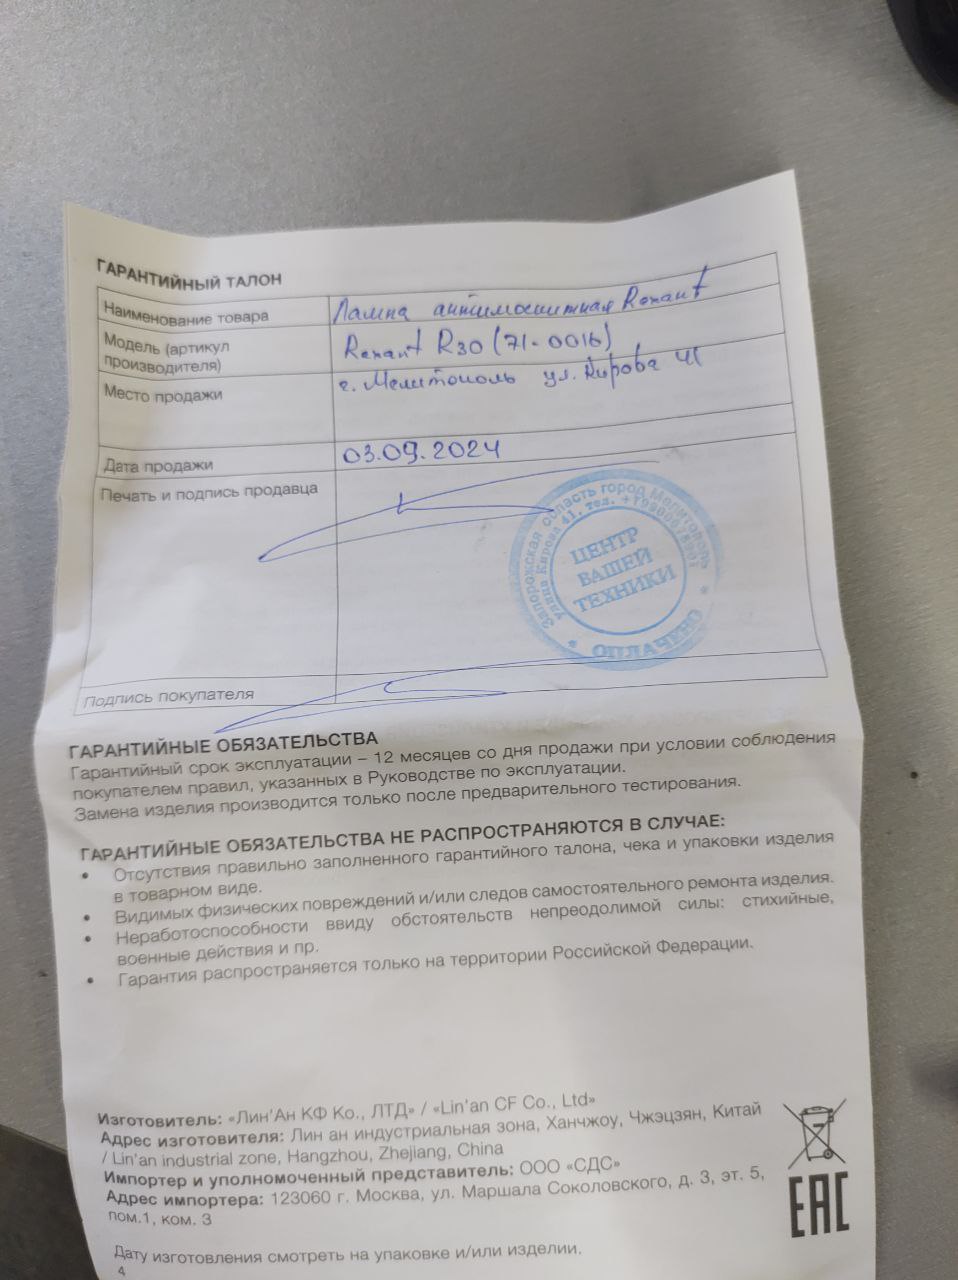 ГАРАНТИЙНЫЙ ТАЛОН
Наименование товара Лампа антимоскитная Rexant
Модель (артикул
производителя) Rexant R30 (71-0016)
Место продажи г. Мелитополь ул. Кирова 41
Дата продажи 03.09.2024
Печать и подпись продавца
Запорожская область город Мелитополь
улица Кирова 41, тел.
ЦЕНТР
ВАШЕЙ
ТЕХНИКИ
* ОПЛАЧЕНО *
Подпись покупателя
ГАРАНТИЙНЫЕ ОБЯЗАТЕЛЬСТВА
Гарантийный срок эксплуатации – 12 месяцев со дня продажи при условии соблюдения
покупателем правил, указанных в Руководстве по эксплуатации.
Замена изделия производится только после предварительного тестирования.
ГАРАНТИЙНЫЕ ОБЯЗАТЕЛЬСТВА НЕ РАСПРОСТРАНЯЮТСЯ В СЛУЧАЕ:
• Отсутствия правильно заполненного гарантийного талона, чека и упаковки изделия
в товарном виде.
• Видимых физических повреждений и/или следов самостоятельного ремонта изделия.
• Неработоспособности ввиду обстоятельств непреодолимой силы: стихийные,
военные действия и пр.
• Гарантия распространяется только на территории Российской Федерации.
Изготовитель: «Лин’Ан КФ Ко., ЛТД» / «Lin’an CF Co., Ltd»
Адрес изготовителя: Лин ан индустриальная зона, Ханчжоу, Чжэцзян, Китай
/ Lin’an industrial zone, Hangzhou, Zhejiang, China
Импортер и уполномоченный представитель: ООО «СДС»
Адрес импортера: 123060 г. Москва, ул. Маршала Соколовского, д. 3, эт. 5,
пом.1, ком. 3
EAC
Дату изготовления смотреть на упаковке и/или изделии.
4